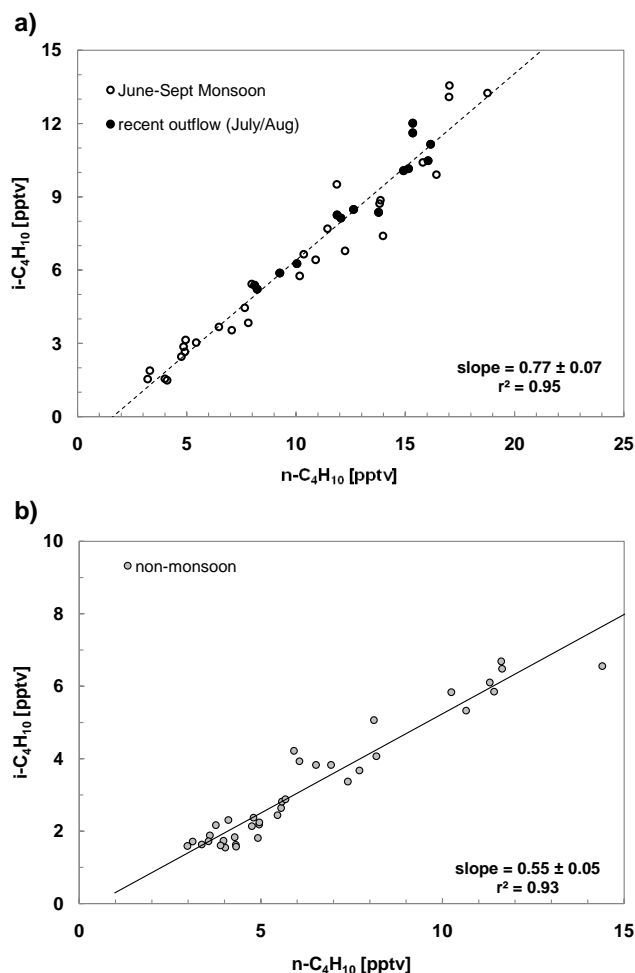 a)
15
12
9
6
3
0
i-C₄H₁₀ [pptv]
June-Sept Monsoon
recent outflow (July/Aug)
slope = 0.77 ± 0.07
r² = 0.95
0 5 10 15 20 25
n-C₄H₁₀ [pptv]
b)
10
8
6
4
2
0
i-C₄H₁₀ [pptv]
non-monsoon
slope = 0.55 ± 0.05
r² = 0.93
0 5 10 15
n-C₄H₁₀ [pptv]